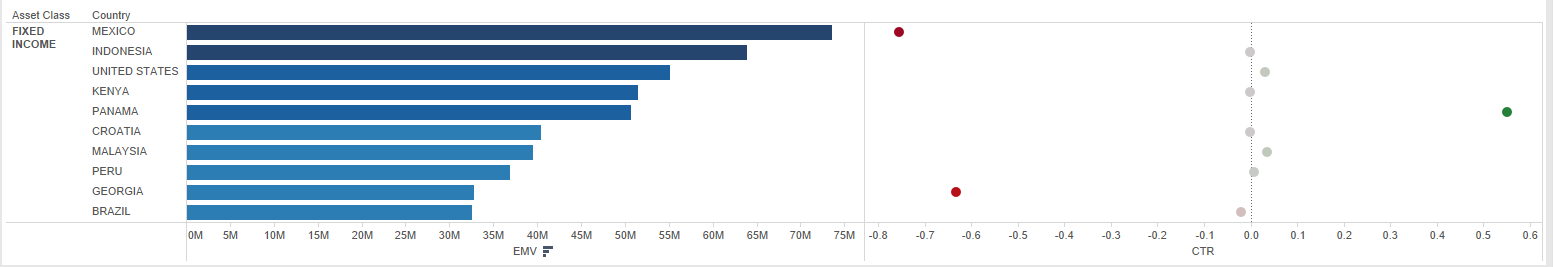 Asset Class Country
FIXED INCOME MEXICO
INDONESIA
UNITED STATES
KENYA
PANAMA
CROATIA
MALAYSIA
PERU
GEORGIA
BRAZIL
0M 5M 10M 15M 20M 25M 30M 35M 40M 45M 50M 55M 60M 65M 70M 75M -0.8 -0.7 -0.6 -0.5 -0.4 -0.3 -0.2 -0.1 0.0 0.1 0.2 0.3 0.4 0.5 0.6
EMV CTR